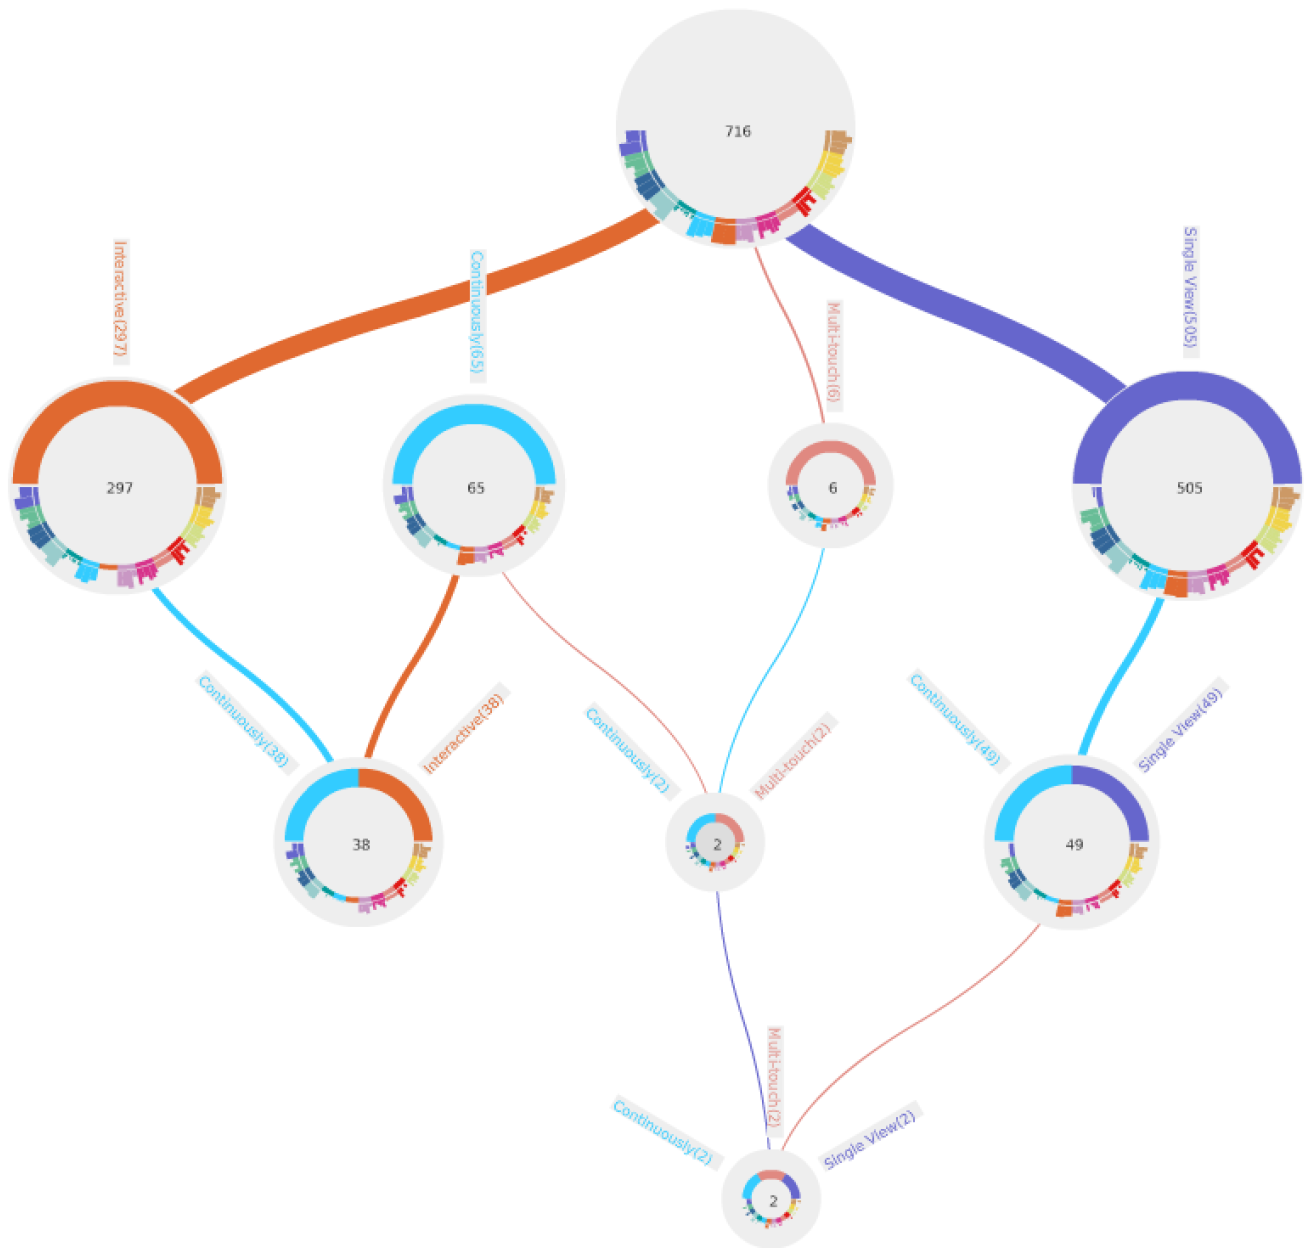 716
Single View(505)
Interactive(297)
Continuously(65)
Multi-touch(6)
297
65
6
505
Continuously(38)
Interactive(38)
Continuously(2)
Multi-touch(2)
Continuously(49)
Single View(49)
38
2
49
Multi-touch(2)
Continuously(2)
Single View(2)
2